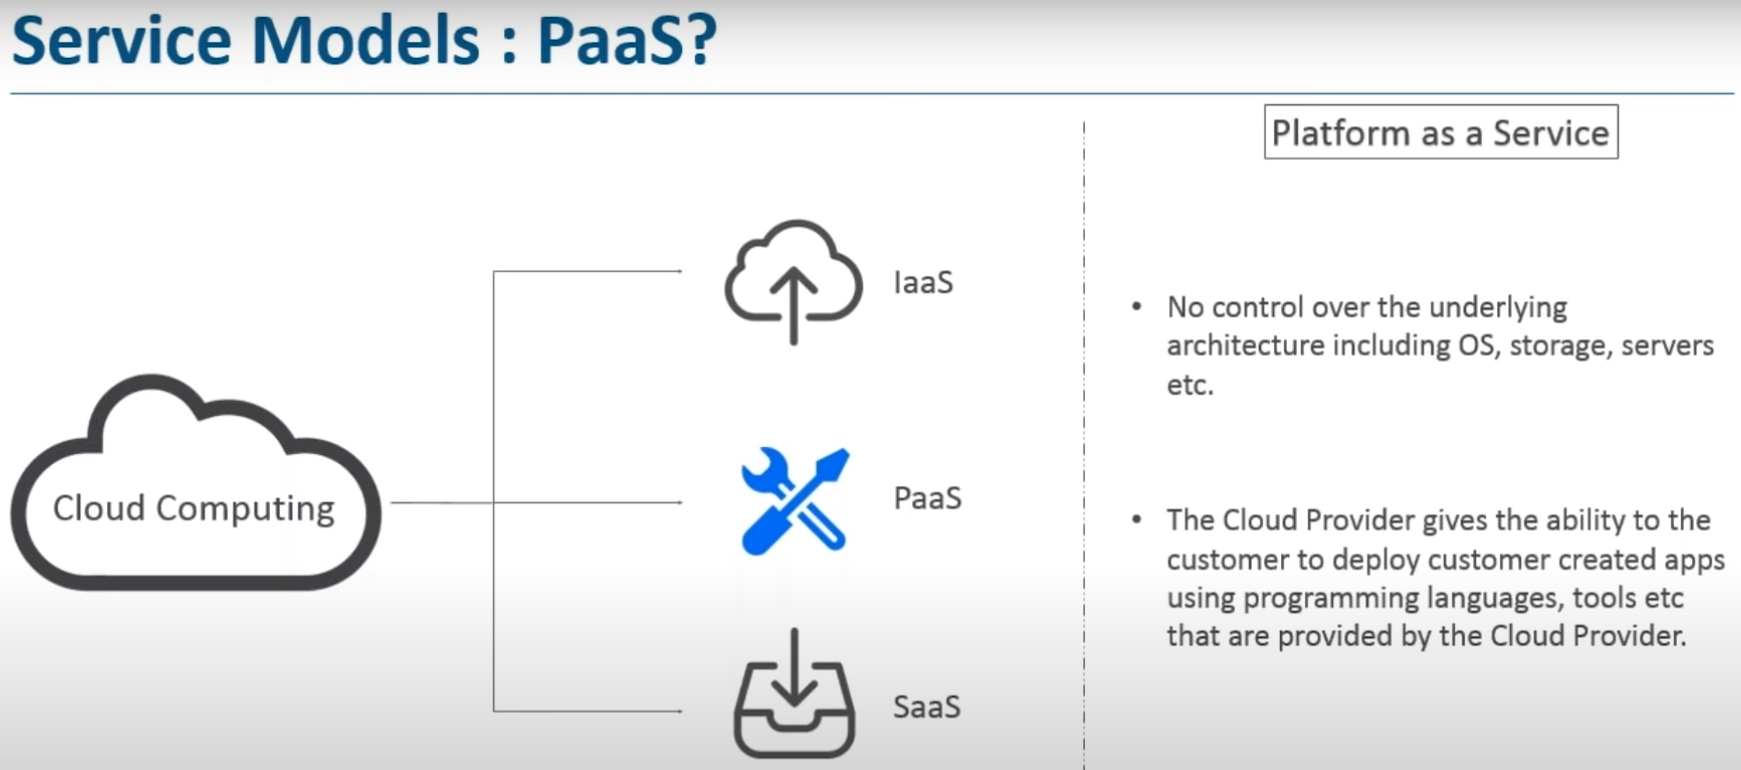 Service Models : PaaS?
Platform as a Service
IaaS
• No control over the underlying
architecture including OS, storage, servers
etc.
Cloud Computing
PaaS
• The Cloud Provider gives the ability to the
customer to deploy customer created apps
using programming languages, tools etc
that are provided by the Cloud Provider.
SaaS